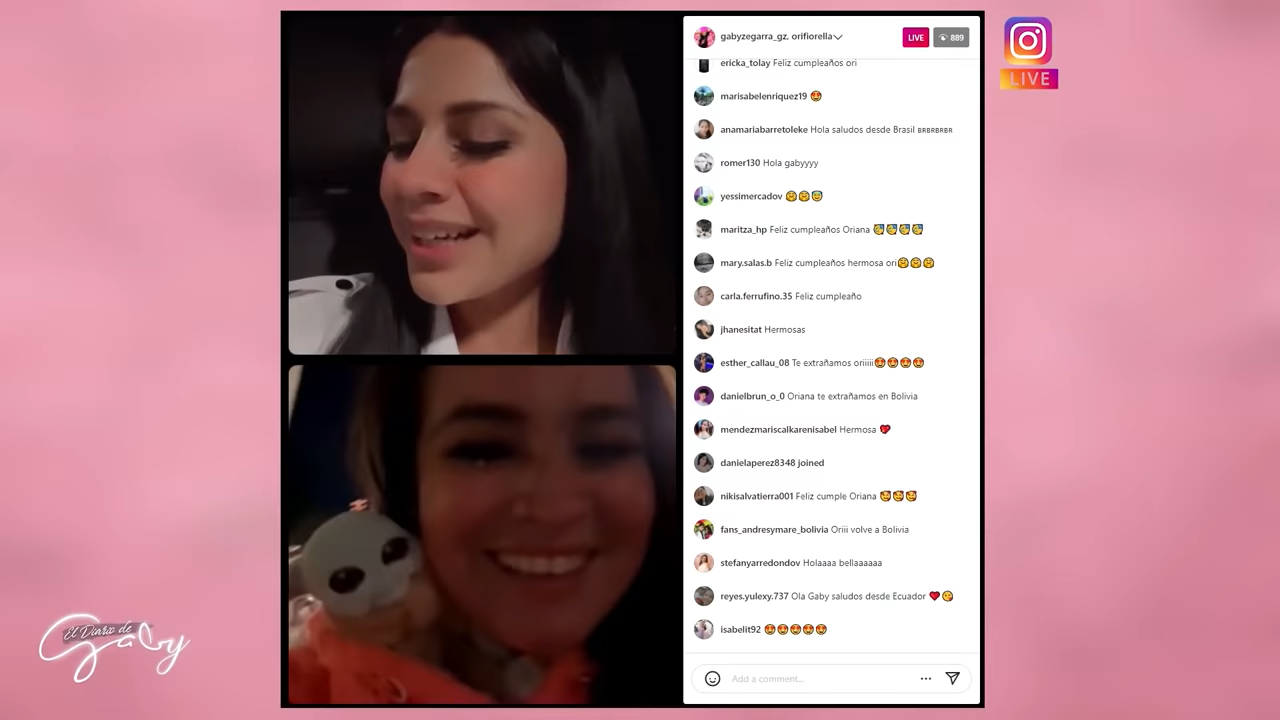 gabyzegarra_gz, orifiorella
LIVE
889
LIVE
ericka_tolay Feliz cumpleaños ori
marisabelenriquez19 😍
anamariabarretoleke Hola saludos desde Brasil BRBRBRBR
romer130 Hola gabyyyy
yessimercadov 🤗🤗😇
maritza_hp Feliz cumpleaños Oriana 🥳🥳🥳🥳
mary.salas.b Feliz cumpleaños hermosa ori🤗🤗🤗
carla.ferrufino.35 Feliz cumpleaño
jhanesitat Hermosas
esther_callau_08 Te extrañamos oriiiii😍😍😍😍
danielbrun_o_0 Oriana te extrañamos en Bolivia
mendezmariscalkarenisabel Hermosa 💖
danielaperez8348 joined
nikisalvatierra001 Feliz cumple Oriana 🥰🥰🥰
fans_andresymare_bolivia Oriii volve a Bolivia
stefanyarredondov Holaaaa bellaaaaaa
reyes.yulexy.737 Ola Gaby saludos desde Ecuador ❤️😘
isabelit92 😍😍😍😍😍
Add a comment...
El Diario de
Gaby